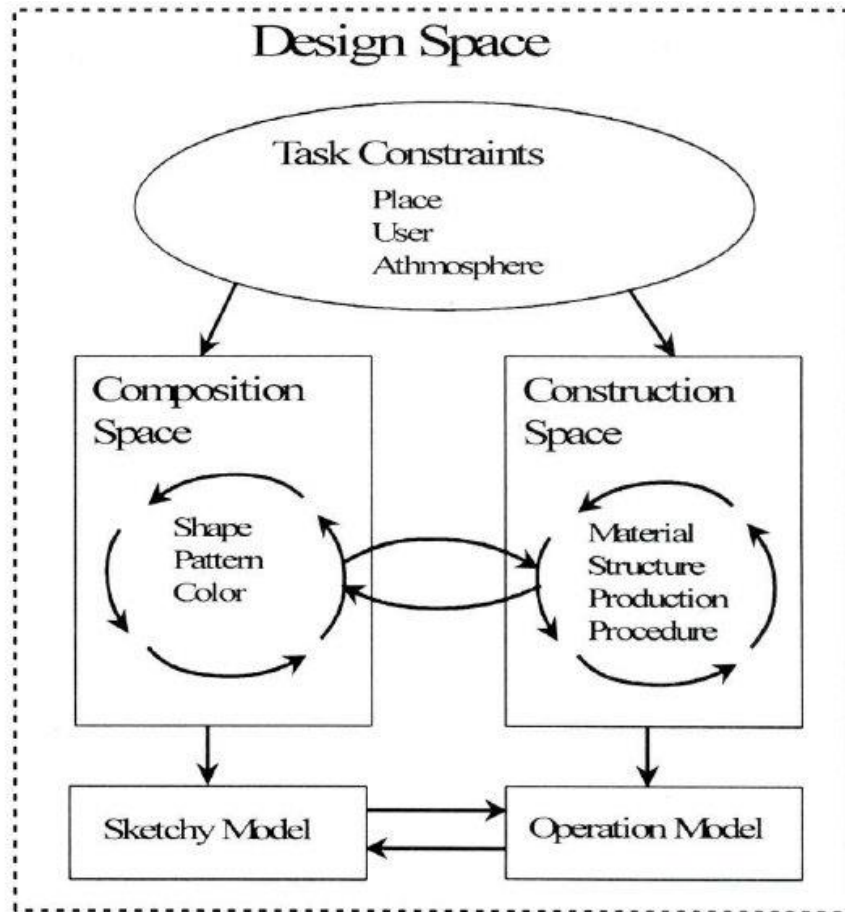 Design Space
Task Constraints
Place
User
Athmosphere
Composition
Space
Construction
Space
Shape
Pattern
Color
Material
Structure
Production
Procedure
Sketchy Model
Operation Model